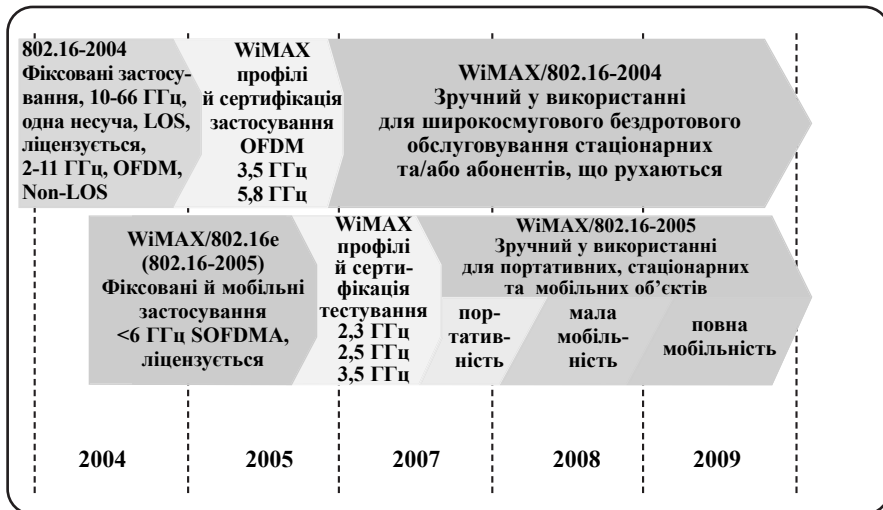 802.16-2004
Фіксовані застосу-
вання, 10-66 ГГц,
одна несуча, LOS,
ліцензується,
2-11 ГГц, OFDM,
Non-LOS
WiMAX
профілі
й сертифікація
застосування
OFDM
3,5 ГГц
5,8 ГГц
WiMAX/802.16-2004
Зручний у використанні
для широкосмугового бездротового
обслуговування стаціонарних
та/або абонентів, що рухаються
WiMAX/802.16e
(802.16-2005)
Фіксовані й мобільні
застосування
<6 ГГц SOFDMA,
ліцензується
WiMAX
профілі
й серти-
фікація
тестування
2,3 ГГц
2,5 ГГц
3,5 ГГц
WiMAX/802.16-2005
Зручний у використанні
для портативних, стаціонарних
та мобільних об’єктів
пор-
татив-
ність
мала
мобіль-
ність
повна
мобільність
2004
2005
2007
2008
2009